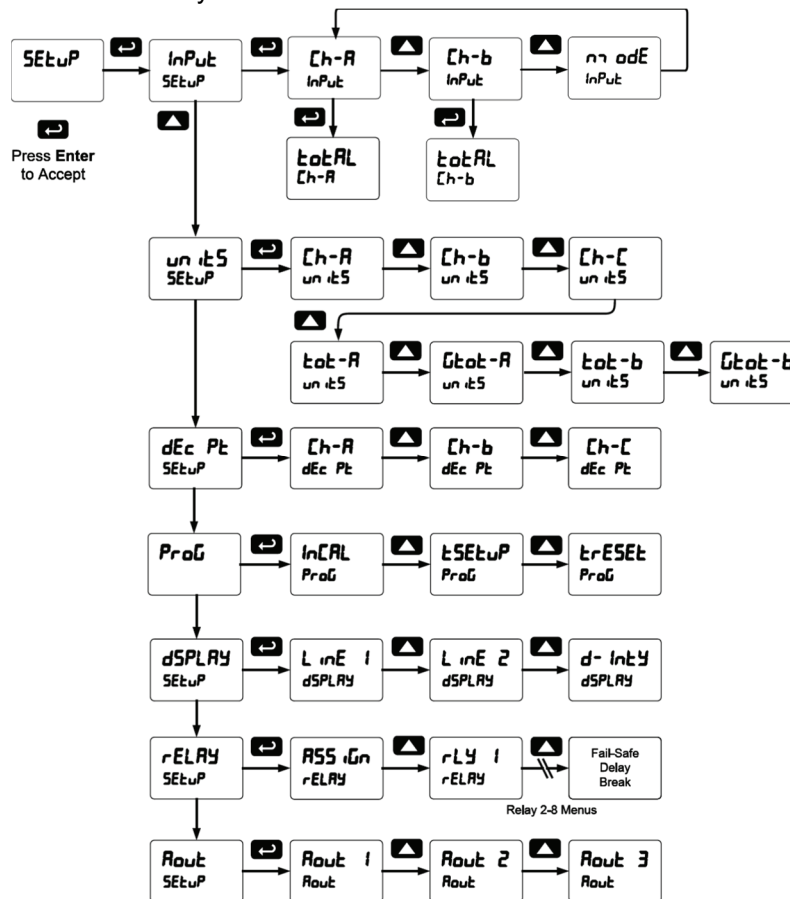 SEtuP
InPut
SEtuP
Ch-A
InPut
Ch-b
InPut
modE
InPut
Press Enter
to Accept
totAL
Ch-A
totAL
Ch-b
unitS
SEtuP
Ch-A
unitS
Ch-b
unitS
Ch-C
unitS
tot-A
unitS
Gtot-A
unitS
tot-b
unitS
Gtot-b
unitS
dEc Pt
SEtuP
Ch-A
dEc Pt
Ch-b
dEc Pt
Ch-C
dEc Pt
ProG
InCAL
ProG
tSEtuP
ProG
trESEt
ProG
dSPLAY
SEtuP
LinE 1
dSPLAY
LinE 2
dSPLAY
d-IntY
dSPLAY
rELAY
SEtuP
ASSiGn
rELAY
rLY 1
rELAY
Fail-Safe
Delay
Break
Relay 2-8 Menus
Aout
SEtuP
Aout 1
Aout
Aout 2
Aout
Aout 3
Aout